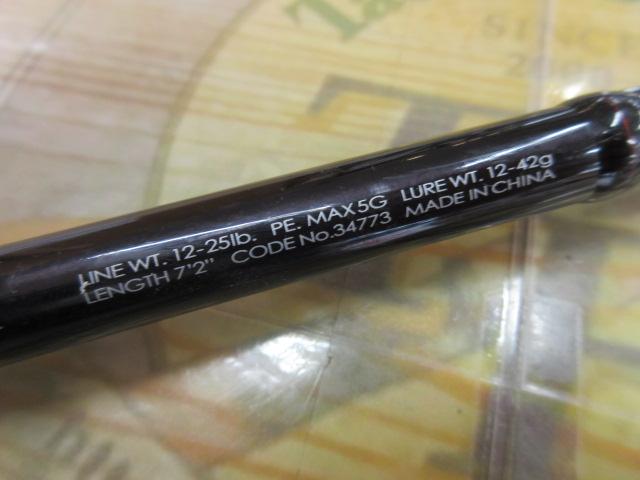 LINE WT. 12-25lb. PE. MAX5G LURE WT. 12-42g
LENGTH 7'2" CODE No.34773 MADE IN CHINA
SINCE